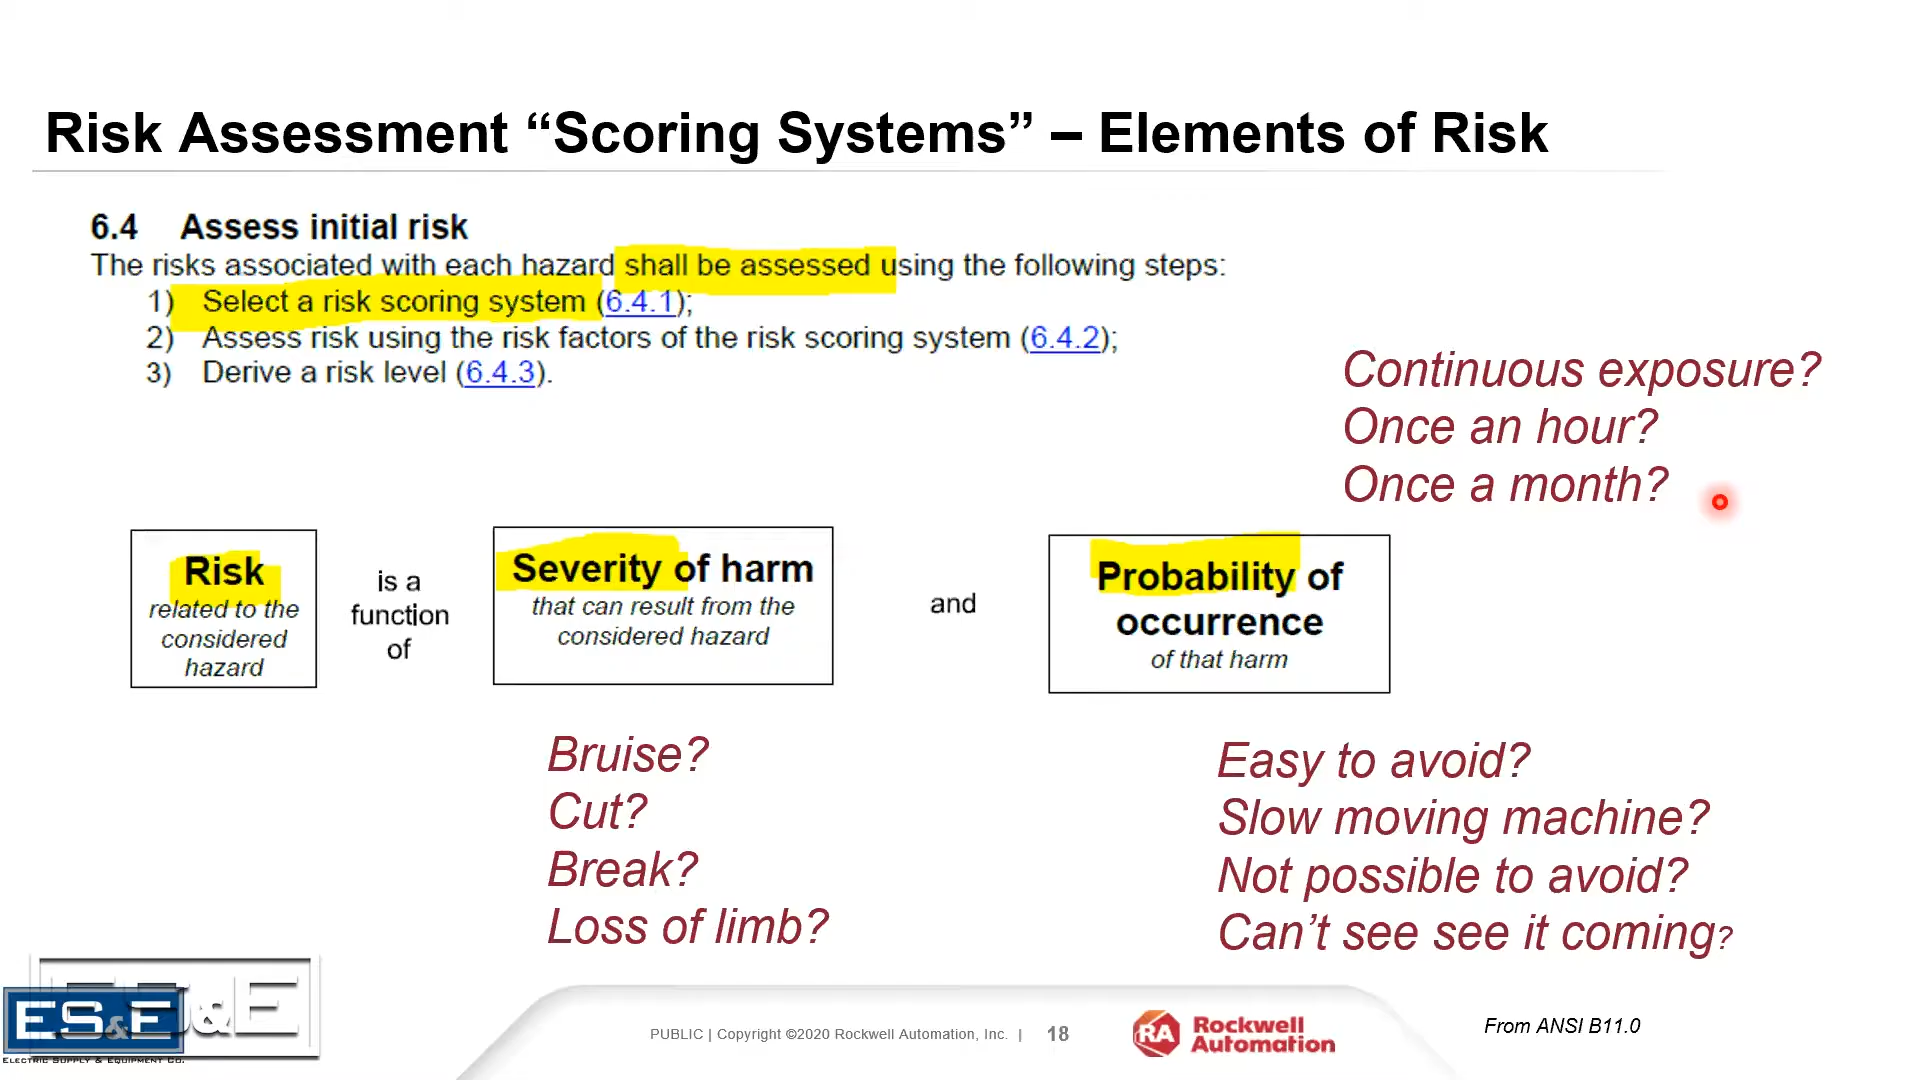 Risk Assessment “Scoring Systems” – Elements of Risk
6.4 Assess initial risk
The risks associated with each hazard shall be assessed using the following steps:
1) Select a risk scoring system (6.4.1);
2) Assess risk using the risk factors of the risk scoring system (6.4.2);
3) Derive a risk level (6.4.3).
Continuous exposure?
Once an hour?
Once a month?
Risk
related to the
considered
hazard
is a
function
of
Severity of harm
that can result from the
considered hazard
and
Probability of
occurrence
of that harm
Bruise?
Cut?
Break?
Loss of limb?
Easy to avoid?
Slow moving machine?
Not possible to avoid?
Can’t see see it coming?
ES&E
&E
ELECTRIC SUPPLY & EQUIPMENT CO.
PUBLIC | Copyright ©2020 Rockwell Automation, Inc. | 18
RA
Rockwell
Automation
From ANSI B11.0